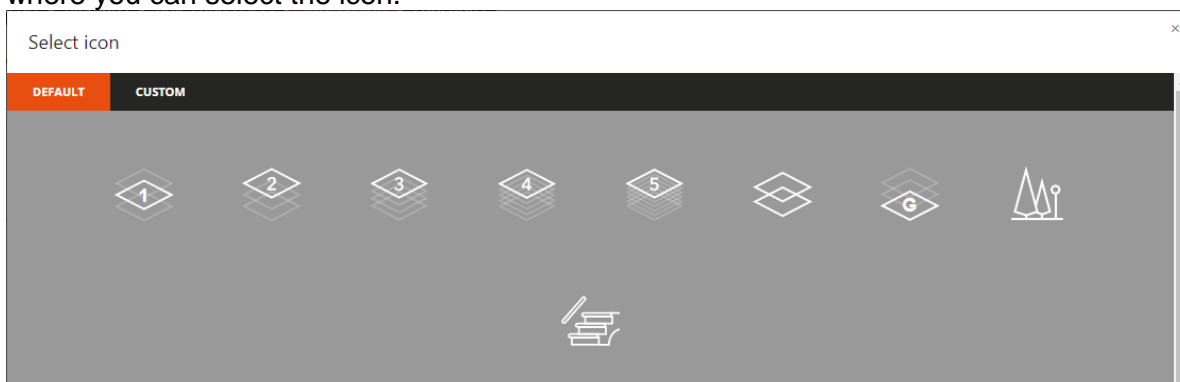 where you can select the icon.
Select icon
×
DEFAULT CUSTOM
1 2 3 4 5 G